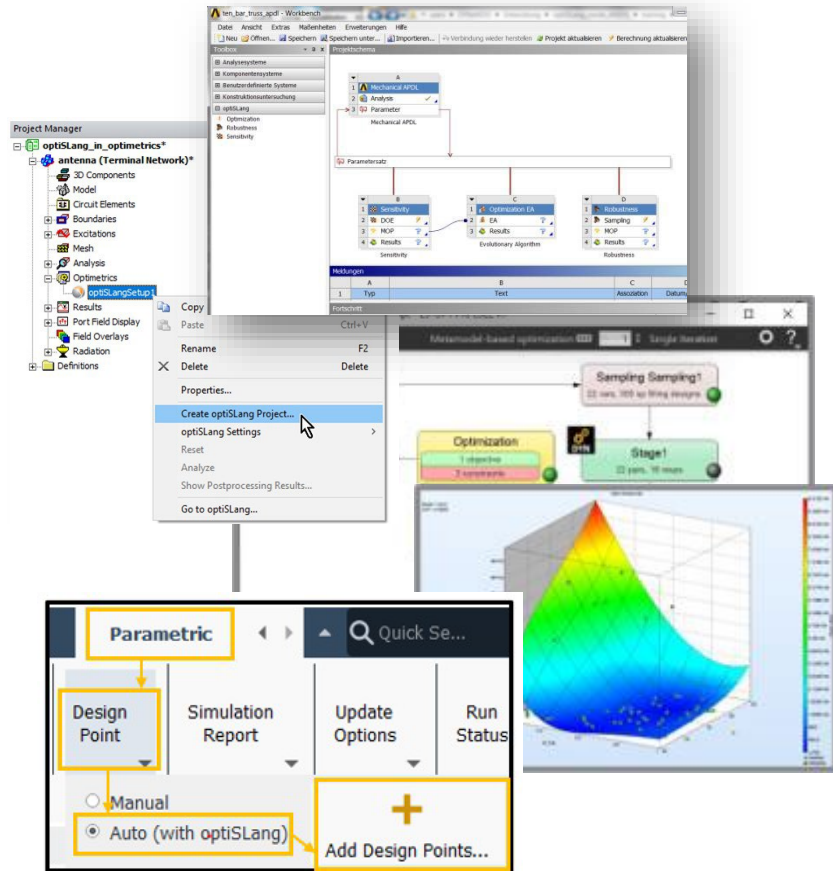 ten_bar_truss_apdl - Workbench
Datei Ansicht Extras Maßenheiten Erweiterungen Hilfe
Neu Öffnen... Speichern Speichern unter... Importieren... Verbindung wieder herstellen Projekt aktualisieren Berechnung aktualisieren
Toolbox
Analysesysteme
Komponentensysteme
Benutzerdefinierte Systeme
Konstruktionsuntersuchung
optiSLang
Optimization
Robustness
Sensitivity
Projektschema
A
1 Mechanical APDL
2 Analysis
3 Parameter
Mechanical APDL
Parametersatz
B
1 Sensitivity
2 DOE
3 MOP
4 Results
Sensitivity
C
1 Optimization EA
2 EA
3 Results
Evolutionary Algorithm
D
1 Robustness
2 Sampling
3 MOP
4 Results
Robustness
Meldungen
A B C
1 Typ Text Assoziation
Fortschritt
Project Manager
optiSLang_in_optimetrics*
antenna (Terminal Network)*
3D Components
Model
Circuit Elements
Boundaries
Excitations
Mesh
Analysis
Optimetrics
optiSLangSetup1
Results
Port Field Display
Field Overlays
Radiation
Definitions
Copy
Paste Ctrl+V
Rename F2
Delete Delete
Properties...
Create optiSLang Project...
optiSLang Settings >
Reset
Analyze
Show Postprocessing Results...
Go to optiSLang...
Metamodel-based optimization Single Iteration
Sampling Sampling1
Optimization
1 objective
Stage1
Parametric
Quick Se...
Design
Point
Simulation
Report
Update
Options
Run
Status
Manual
Auto (with optiSLang)
+
Add Design Points...